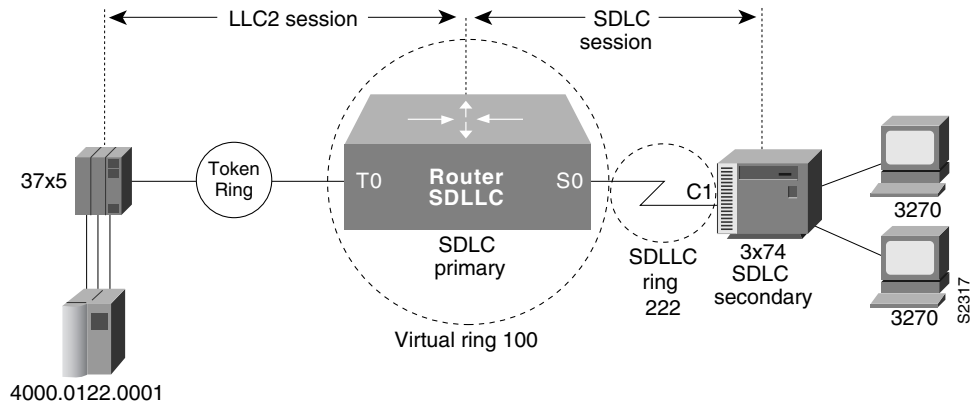 LLC2 session
SDLC
session
37x5
Token
Ring
T0
Router
SDLLC
S0
C1
3270
SDLC
primary
SDLLC
ring
222
3x74
SDLC
secondary
3270
Virtual ring 100
4000.0122.0001
S2317